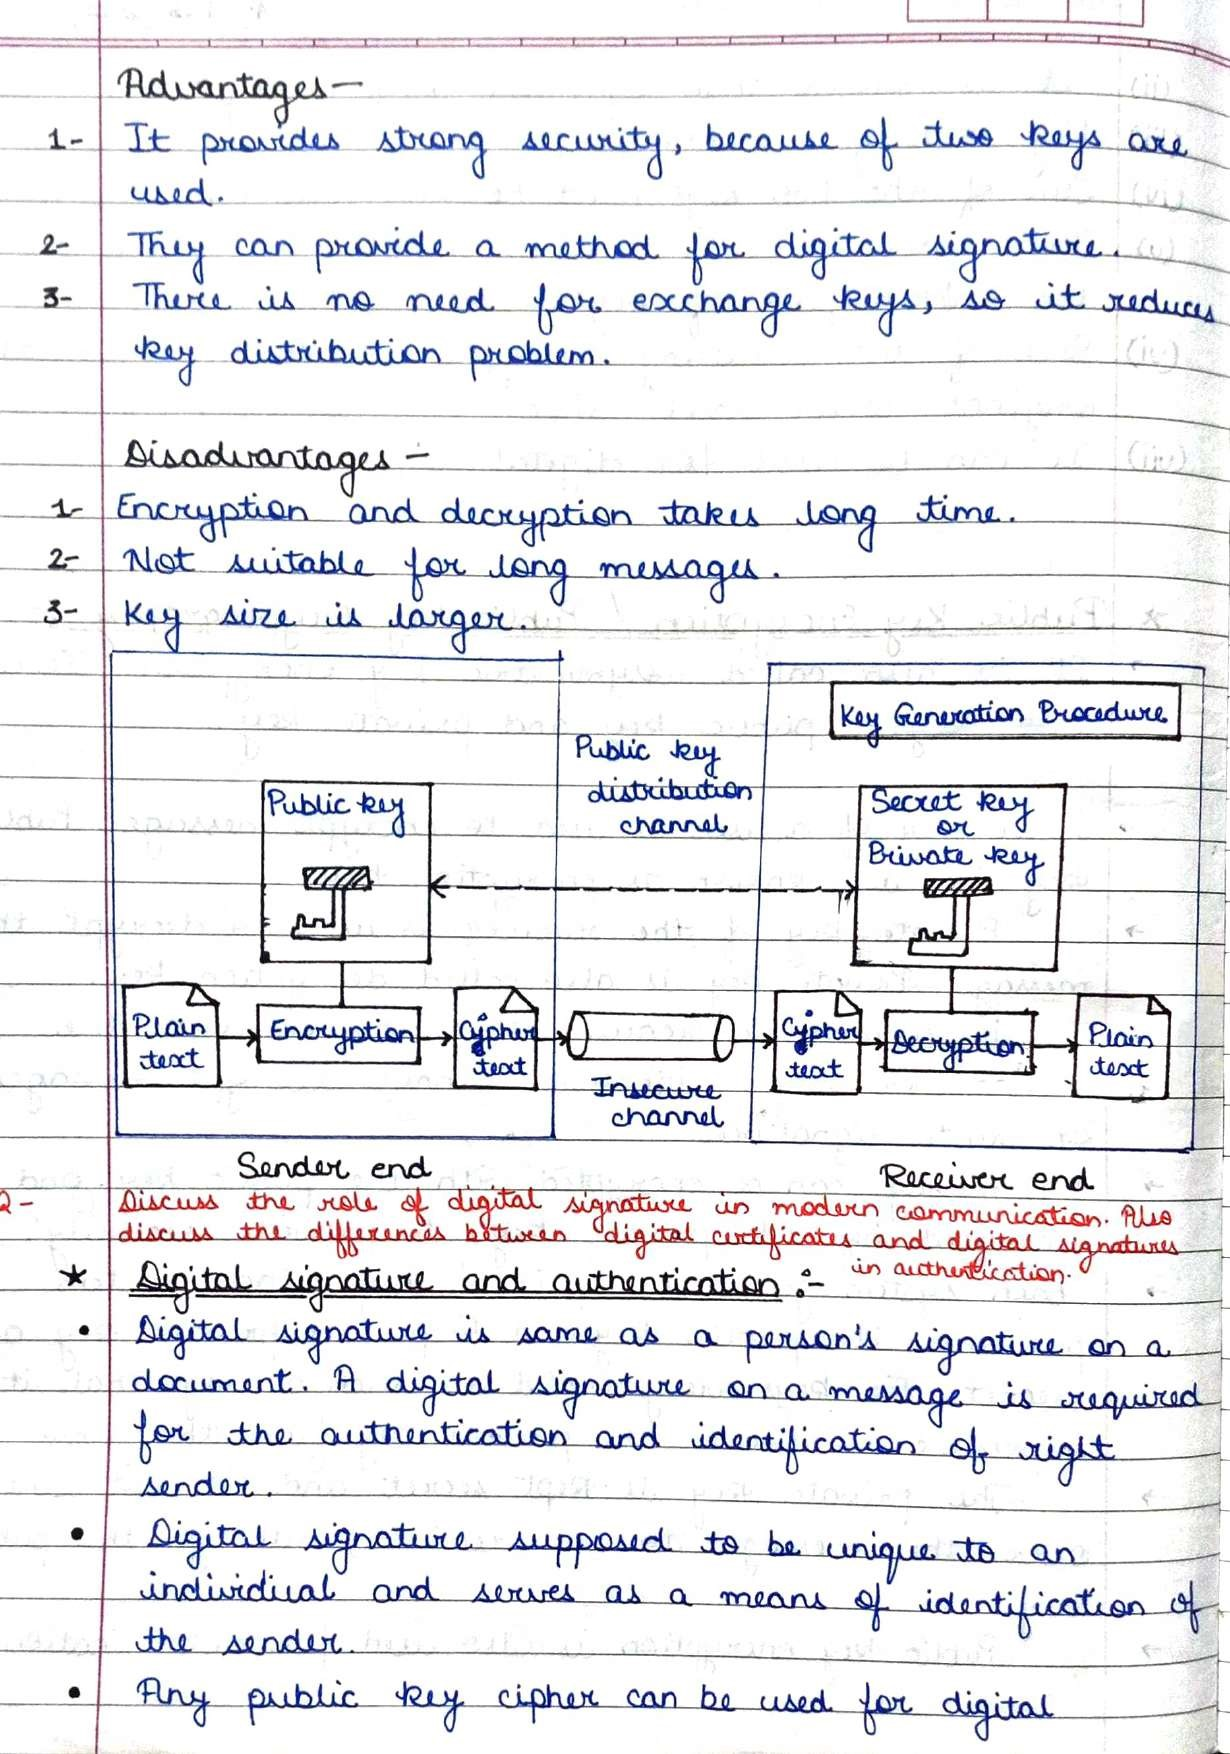 Advantages —
1- It provides strong security, because of two keys are
used.
2- They can provide a method for digital signature.
3- There is no need for exchange keys, so it reduces
key distribution problem.
Disadvantages —
1- Encryption and decryption takes long time.
2- Not suitable for long messages.
3- Key size is larger.
Key Generation Procedure
Public key
distribution
channel
Public key
Secret key
or
Private key
Plain
text
Encryption
Cypher
text
Insecure
channel
Cypher
text
Decryption
Plain
text
Sender end
Receiver end
Q- Discuss the role of digital signature in modern communication. Also
discuss the differences between digital certificates and digital signatures
in authentication.
* Digital signature and authentication :-
• Digital signature is same as a person's signature on a
document. A digital signature on a message is required
for the authentication and identification of right
sender.
• Digital signature supposed to be unique to an
individual and serves as a means of identification of
the sender.
• Any public key cipher can be used for digital